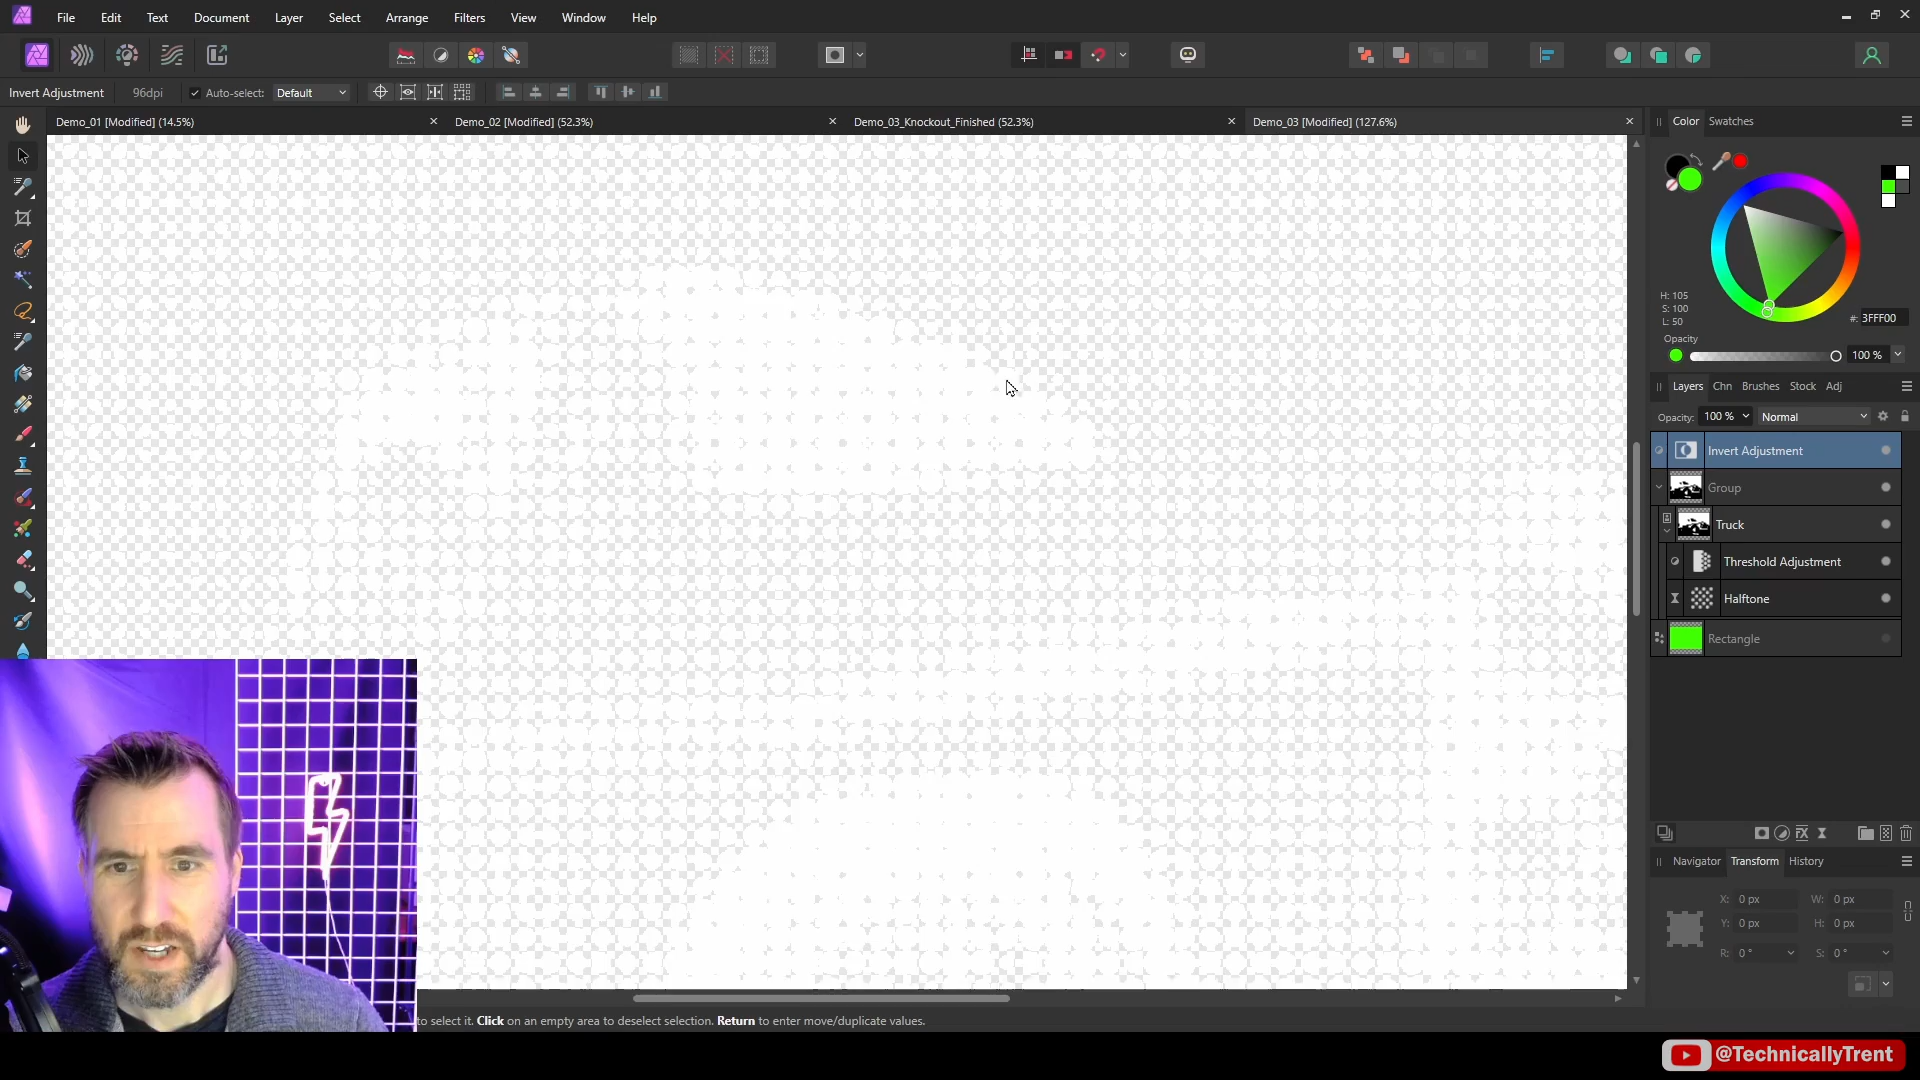 File Edit Text Document Layer Select Arrange Filters View Window Help
Invert Adjustment 96dpi Auto-select: Default
Demo_01 [Modified] (14.5%) Demo_02 [Modified] (52.3%) Demo_03_Knockout_Finished (52.3%) Demo_03 [Modified] (127.6%)
Color Swatches
H: 105
S: 100
L: 50
#: 3FFF00
Opacity
100 %
Layers Chn Brushes Stock Adj
Opacity: 100 % Normal
Invert Adjustment
Group
Truck
Threshold Adjustment
Halftone
Rectangle
Navigator Transform History
X: 0 px W: 0 px
Y: 0 px H: 0 px
R: 0 ° S: 0 °
to select it. Click on an empty area to deselect selection. Return to enter move/duplicate values.
@TechnicallyTrent